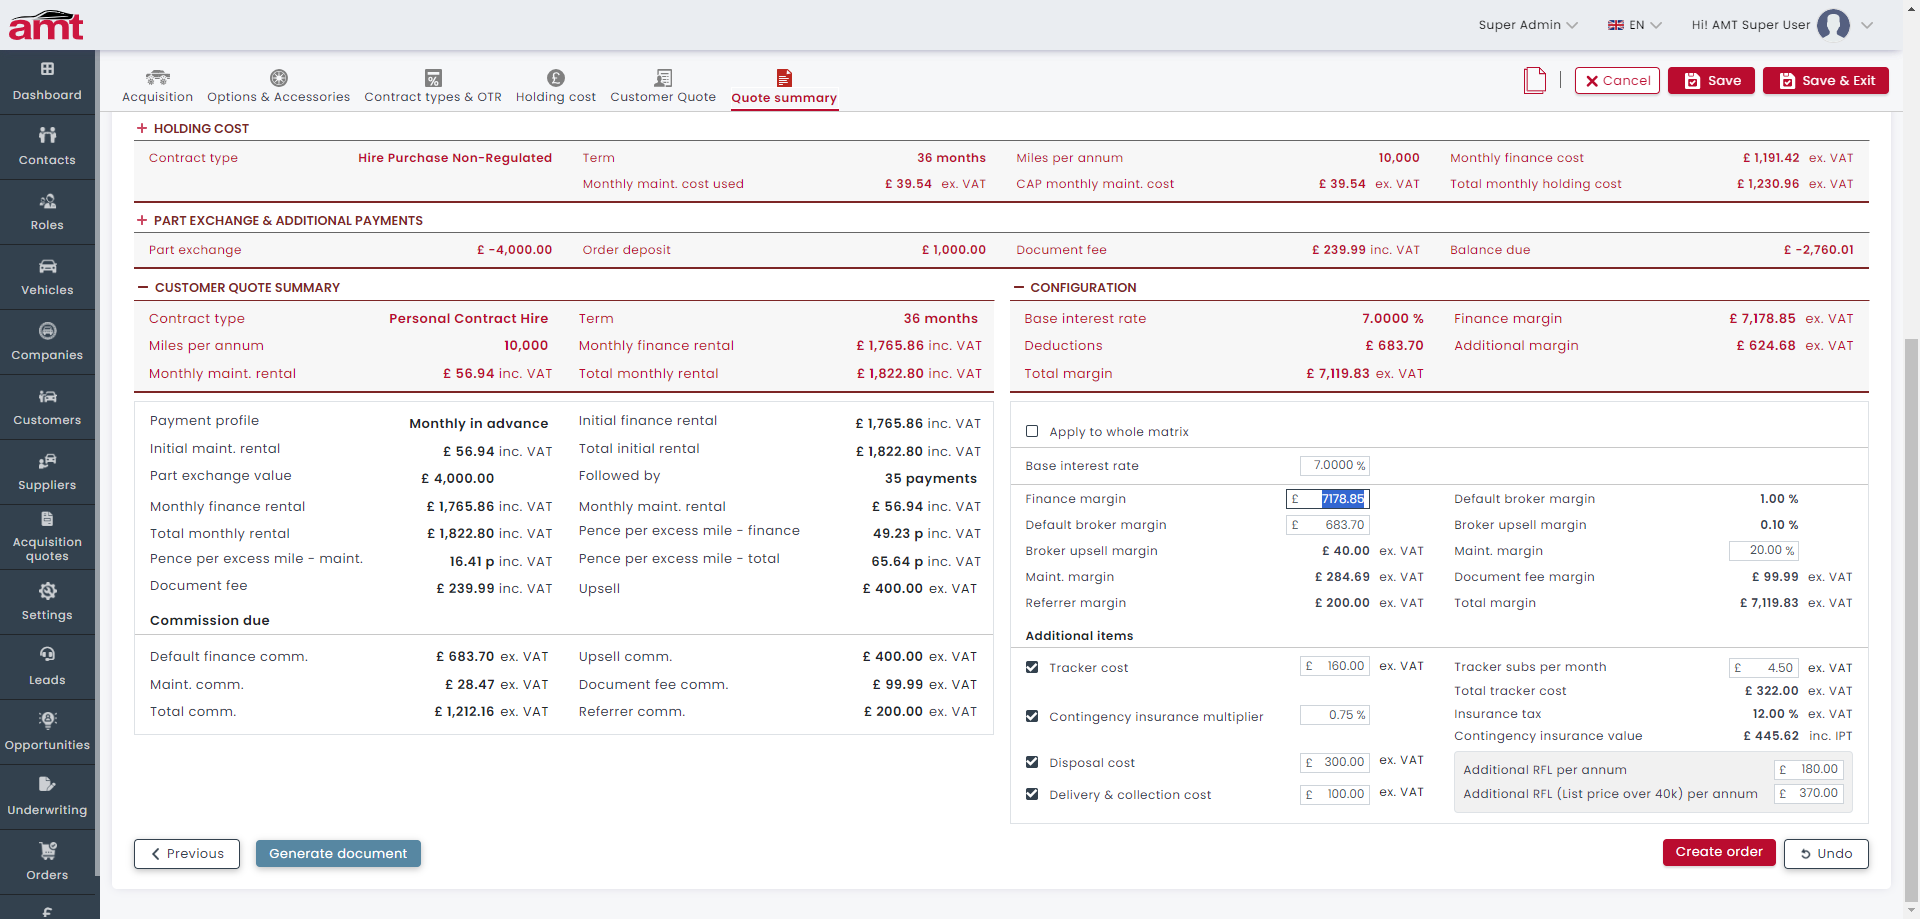 amt
Super Admin
EN
Hi! AMT Super User
Dashboard
Contacts
Roles
Vehicles
Companies
Customers
Suppliers
Acquisition
quotes
Settings
Leads
Opportunities
Underwriting
Orders
£
Acquisition
Options & Accessories
Contract types & OTR
Holding cost
Customer Quote
Quote summary
Cancel
Save
Save & Exit
+ HOLDING COST
Contract type Hire Purchase Non-Regulated Term 36 months Miles per annum 10,000 Monthly finance cost £ 1,191.42 ex. VAT
Monthly maint. cost used £ 39.54 ex. VAT CAP monthly maint. cost £ 39.54 ex. VAT Total monthly holding cost £ 1,230.96 ex. VAT
+ PART EXCHANGE & ADDITIONAL PAYMENTS
Part exchange £ -4,000.00 Order deposit £ 1,000.00 Document fee £ 239.99 inc. VAT Balance due £ -2,760.01
— CUSTOMER QUOTE SUMMARY
Contract type Personal Contract Hire Term 36 months
Miles per annum 10,000 Monthly finance rental £ 1,765.86 inc. VAT
Monthly maint. rental £ 56.94 inc. VAT Total monthly rental £ 1,822.80 inc. VAT
Payment profile Monthly in advance Initial finance rental £ 1,765.86 inc. VAT
Initial maint. rental £ 56.94 inc. VAT Total initial rental £ 1,822.80 inc. VAT
Part exchange value £ 4,000.00 Followed by 35 payments
Monthly finance rental £ 1,765.86 inc. VAT Monthly maint. rental £ 56.94 inc. VAT
Total monthly rental £ 1,822.80 inc. VAT Pence per excess mile - finance 49.23 p inc. VAT
Pence per excess mile - maint. 16.41 p inc. VAT Pence per excess mile - total 65.64 p inc. VAT
Document fee £ 239.99 inc. VAT Upsell £ 400.00 ex. VAT
Commission due
Default finance comm. £ 683.70 ex. VAT Upsell comm. £ 400.00 ex. VAT
Maint. comm. £ 28.47 ex. VAT Document fee comm. £ 99.99 ex. VAT
Total comm. £ 1,212.16 ex. VAT Referrer comm. £ 200.00 ex. VAT
— CONFIGURATION
Base interest rate 7.0000 % Finance margin £ 7,178.85 ex. VAT
Deductions £ 683.70 Additional margin £ 624.68 ex. VAT
Total margin £ 7,119.83 ex. VAT
Apply to whole matrix
Base interest rate 7.0000 %
Finance margin £ 7178.85 Default broker margin 1.00 %
Default broker margin £ 683.70 Broker upsell margin 0.10 %
Broker upsell margin £ 40.00 ex. VAT Maint. margin 20.00 %
Maint. margin £ 284.69 ex. VAT Document fee margin £ 99.99 ex. VAT
Referrer margin £ 200.00 ex. VAT Total margin £ 7,119.83 ex. VAT
Additional items
Tracker cost £ 160.00 ex. VAT Tracker subs per month £ 4.50 ex. VAT
Total tracker cost £ 322.00 ex. VAT
Contingency insurance multiplier 0.75 % Insurance tax 12.00 % ex. VAT
Contingency insurance value £ 445.62 inc. IPT
Disposal cost £ 300.00 ex. VAT Additional RFL per annum £ 180.00
Delivery & collection cost £ 100.00 ex. VAT Additional RFL (List price over 40k) per annum £ 370.00
Previous
Generate document
Create order
Undo